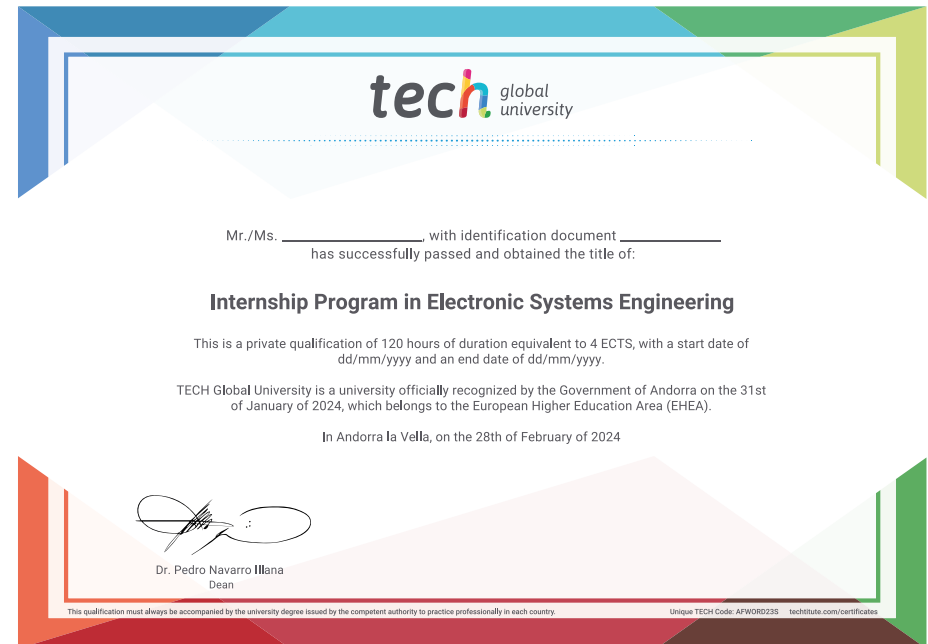 tech global university
Mr./Ms. ____________, with identification document ____________
has successfully passed and obtained the title of:
Internship Program in Electronic Systems Engineering
This is a private qualification of 120 hours of duration equivalent to 4 ECTS, with a start date of
dd/mm/yyyy and an end date of dd/mm/yyyy.
TECH Global University is a university officially recognized by the Government of Andorra on the 31st
of January of 2024, which belongs to the European Higher Education Area (EHEA).
In Andorra la Vella, on the 28th of February of 2024
Dr. Pedro Navarro Illana
Dean
This qualification must always be accompanied by the university degree issued by the competent authority to practice professionally in each country.
Unique TECH Code: AFWORD23S techtitute.com/certificates